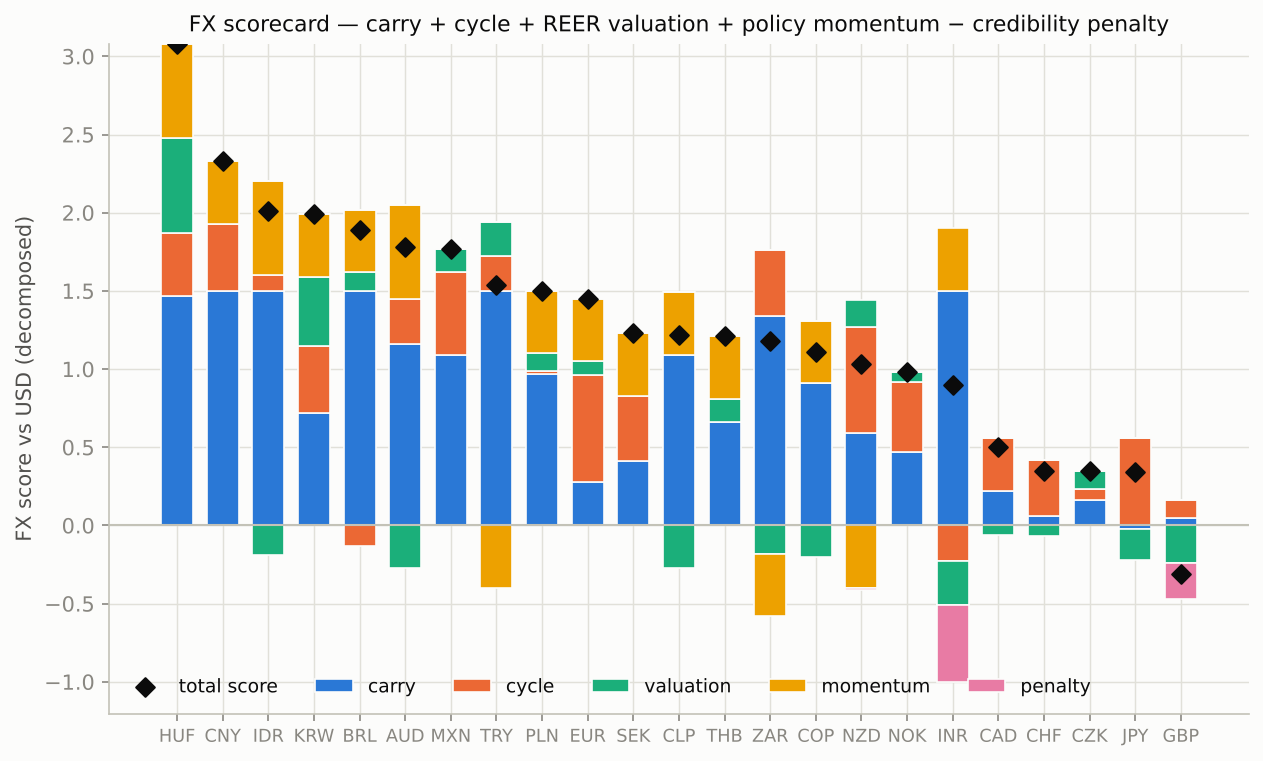 FX scorecard — carry + cycle + REER valuation + policy momentum − credibility penalty
FX score vs USD (decomposed)
3.0
2.5
2.0
1.5
1.0
0.5
0.0
−0.5
−1.0
total score carry cycle valuation momentum penalty
HUF CNY IDR KRW BRL AUD MXN TRY PLN EUR SEK CLP THB ZAR COP NZD NOK INR CAD CHF CZK JPY GBP